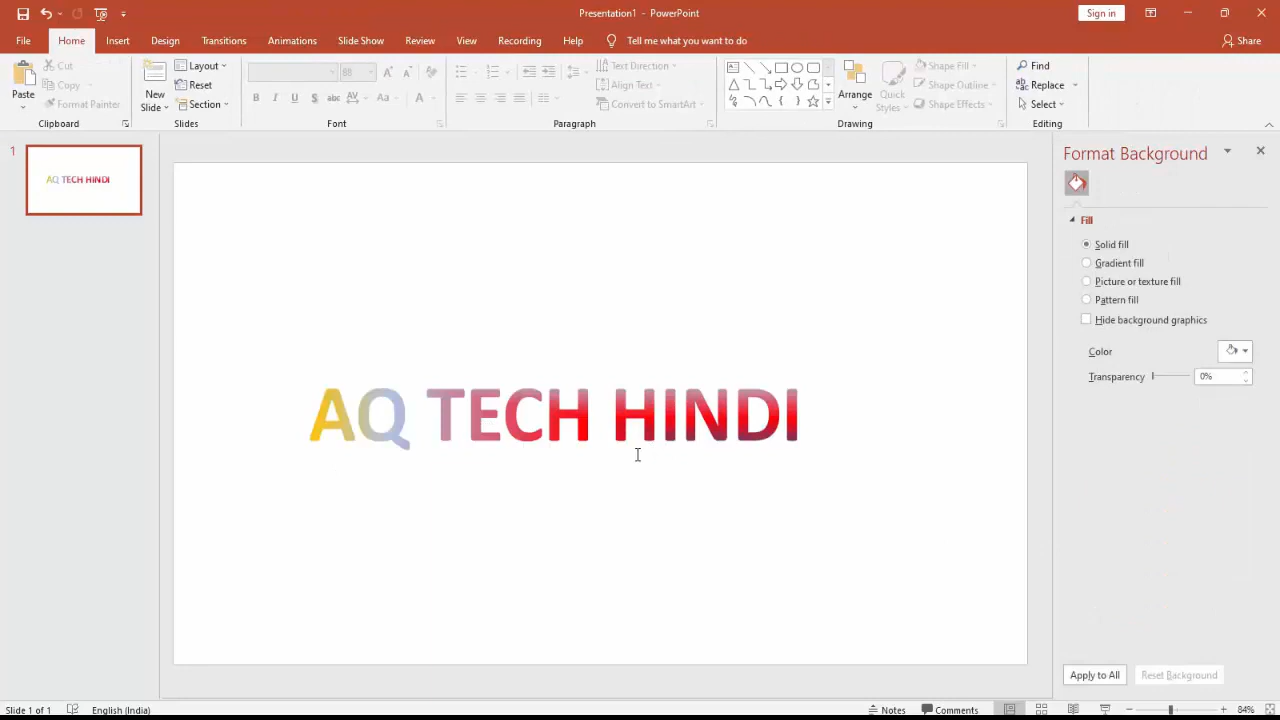 Presentation1 - PowerPoint
Sign in
File Home Insert Design Transitions Animations Slide Show Review View Recording Help Tell me what you want to do Share
Paste
Cut
Copy
Format Painter
Clipboard
New Slide
Layout
Reset
Section
Slides
88
B I U S abc AV Aa A
Font
Text Direction
Align Text
Convert to SmartArt
Paragraph
Arrange
Quick Styles
Shape Fill
Shape Outline
Shape Effects
Drawing
Find
Replace
Select
Editing
1
AQ TECH HINDI
AQ TECH HINDI
Format Background
Fill
Solid fill
Gradient fill
Picture or texture fill
Pattern fill
Hide background graphics
Color
Transparency 0%
Apply to All Reset Background
Slide 1 of 1 English (India) Notes Comments 84%